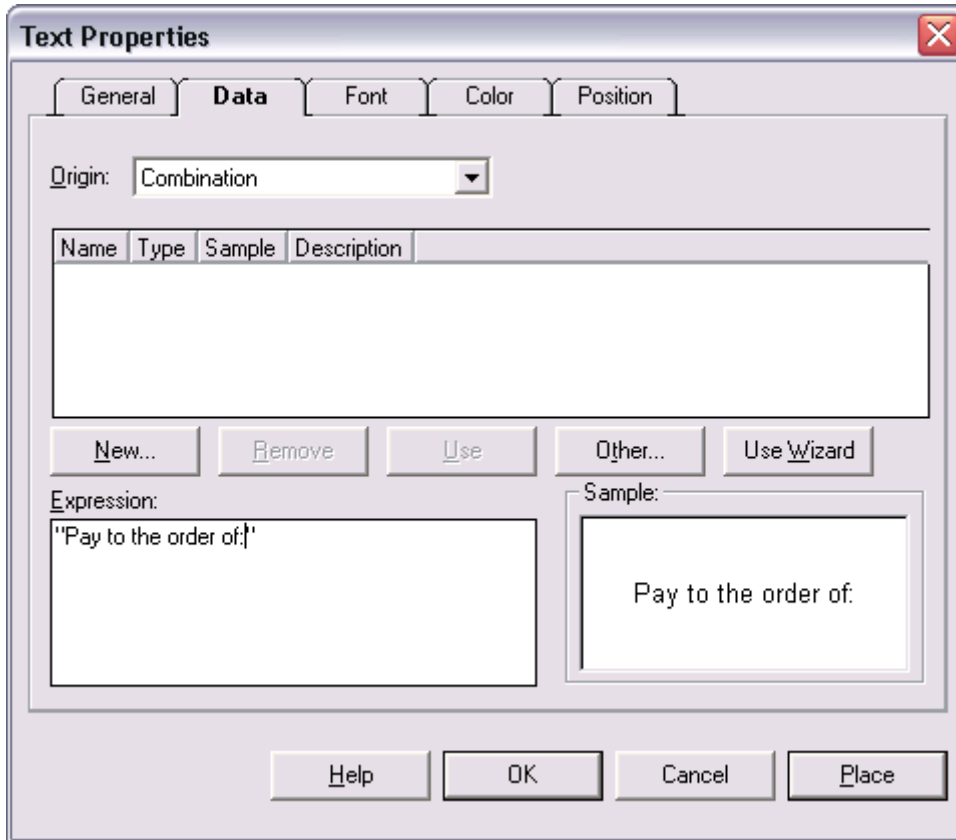 Text Properties
General Data Font Color Position
Origin: Combination
Name Type Sample Description
New... Remove Use Other... Use Wizard
Expression: Sample:
"Pay to the order of:"
Pay to the order of:
Help OK Cancel Place